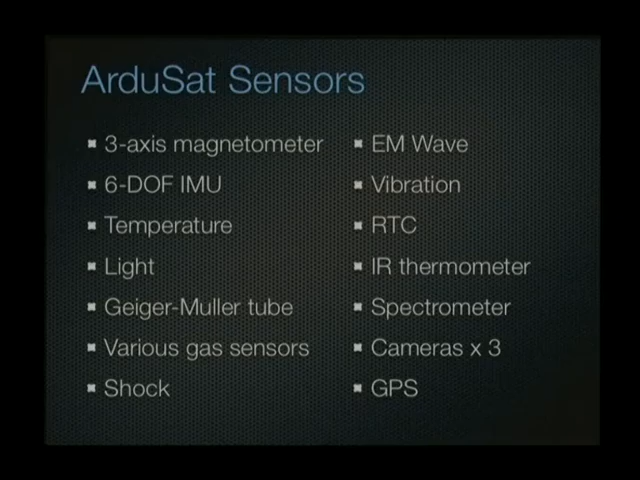 ArduSat Sensors
3-axis magnetometer
6-DOF IMU
Temperature
Light
Geiger-Muller tube
Various gas sensors
Shock
EM Wave
Vibration
RTC
IR thermometer
Spectrometer
Cameras x 3
GPS